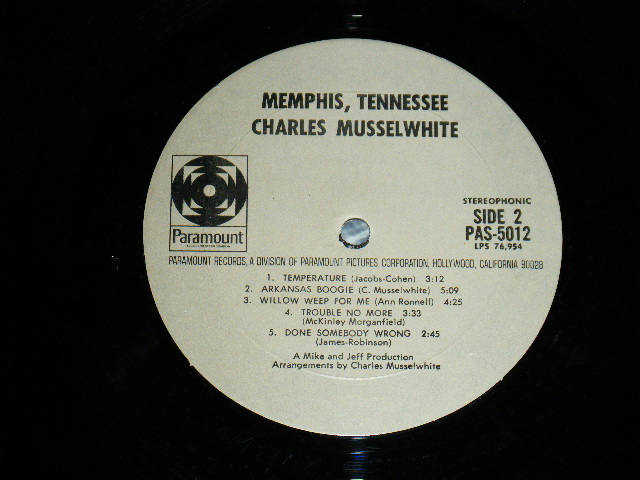 MEMPHIS, TENNESSEE
CHARLES MUSSELWHITE
Paramount
STEREOPHONIC
SIDE 2
PAS-5012
LPS 76,954
PARAMOUNT RECORDS, A DIVISION OF PARAMOUNT PICTURES CORPORATION, HOLLYWOOD, CALIFORNIA 90028
1. TEMPERATURE (Jacobs-Cohen) 3:12
2. ARKANSAS BOOGIE (C. Musselwhite) 5:09
3. WILLOW WEEP FOR ME (Ann Ronnell) 4:25
4. TROUBLE NO MORE 3:33
(McKinley Morganfield)
5. DONE SOMEBODY WRONG 2:45
(James-Robinson)
A Mike and Jeff Production
Arrangements by Charles Musselwhite